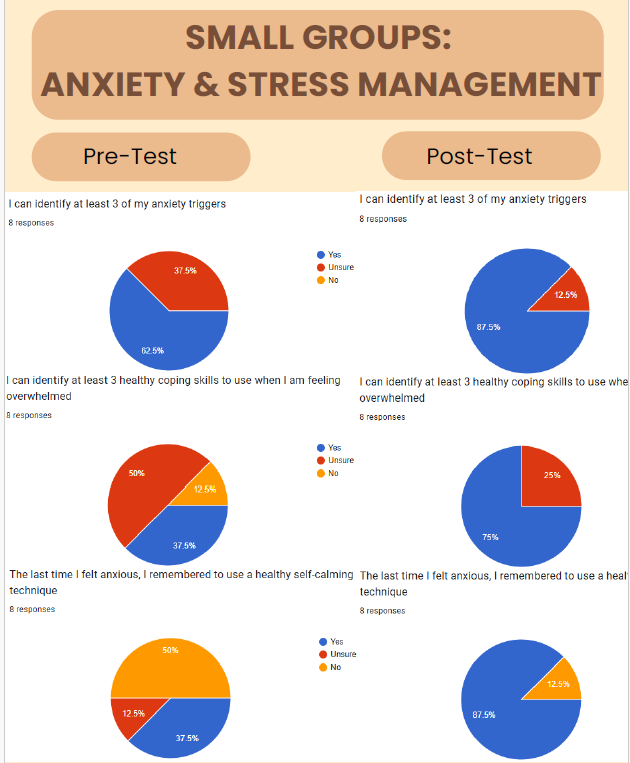 SMALL GROUPS:
ANXIETY & STRESS MANAGEMENT
Pre-Test
Post-Test
I can identify at least 3 of my anxiety triggers
8 responses
37.5%
62.5%
Yes
Unsure
No
I can identify at least 3 of my anxiety triggers
8 responses
12.5%
87.5%
I can identify at least 3 healthy coping skills to use when I am feeling
overwhelmed
8 responses
50%
12.5%
37.5%
Yes
Unsure
No
I can identify at least 3 healthy coping skills to use whe
overwhelmed
8 responses
25%
75%
The last time I felt anxious, I remembered to use a healthy self-calming
technique
8 responses
50%
12.5%
37.5%
Yes
Unsure
No
The last time I felt anxious, I remembered to use a heal
technique
8 responses
12.5%
87.5%